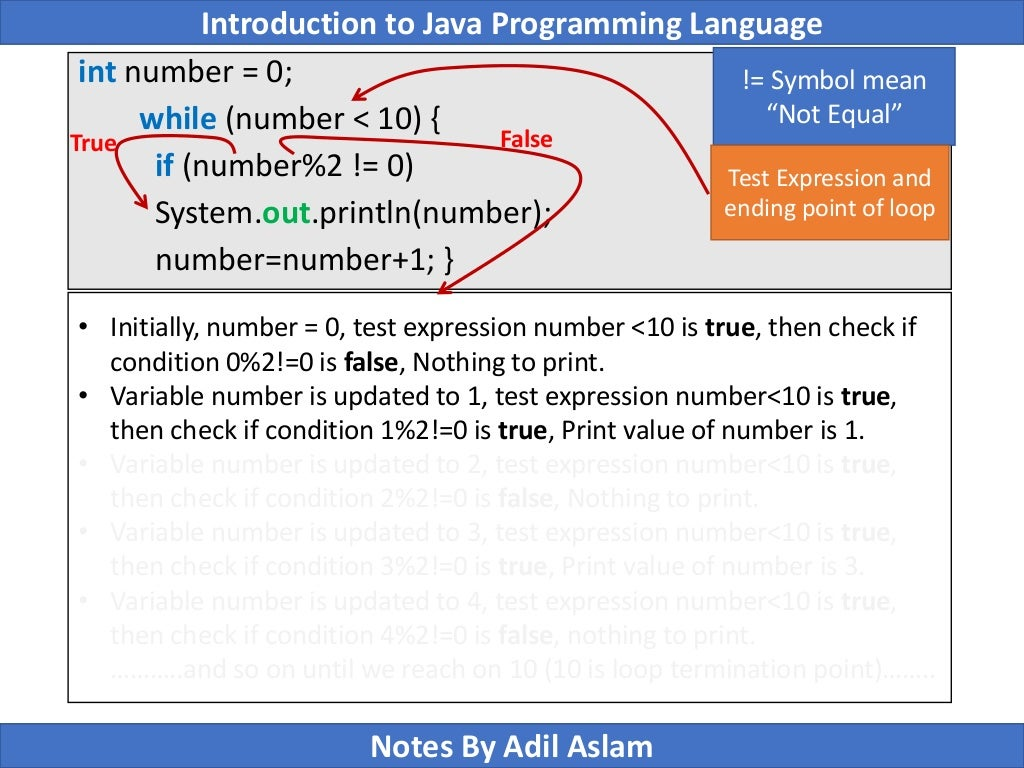 Introduction to Java Programming Language
int number = 0;
while (number < 10) {
True
False
if (number%2 != 0)
System.out.println(number);
number=number+1; }
!= Symbol mean
“Not Equal”
Test Expression and
ending point of loop
• Initially, number = 0, test expression number <10 is true, then check if
condition 0%2!=0 is false, Nothing to print.
• Variable number is updated to 1, test expression number<10 is true,
then check if condition 1%2!=0 is true, Print value of number is 1.
• Variable number is updated to 2, test expression number<10 is true,
then check if condition 2%2!=0 is false, Nothing to print.
• Variable number is updated to 3, test expression number<10 is true,
then check if condition 3%2!=0 is true, Print value of number is 3.
• Variable number is updated to 4, test expression number<10 is true,
then check if condition 4%2!=0 is false, nothing to print.
………..and so on until we reach on 10 (10 is loop termination point)……..
Notes By Adil Aslam